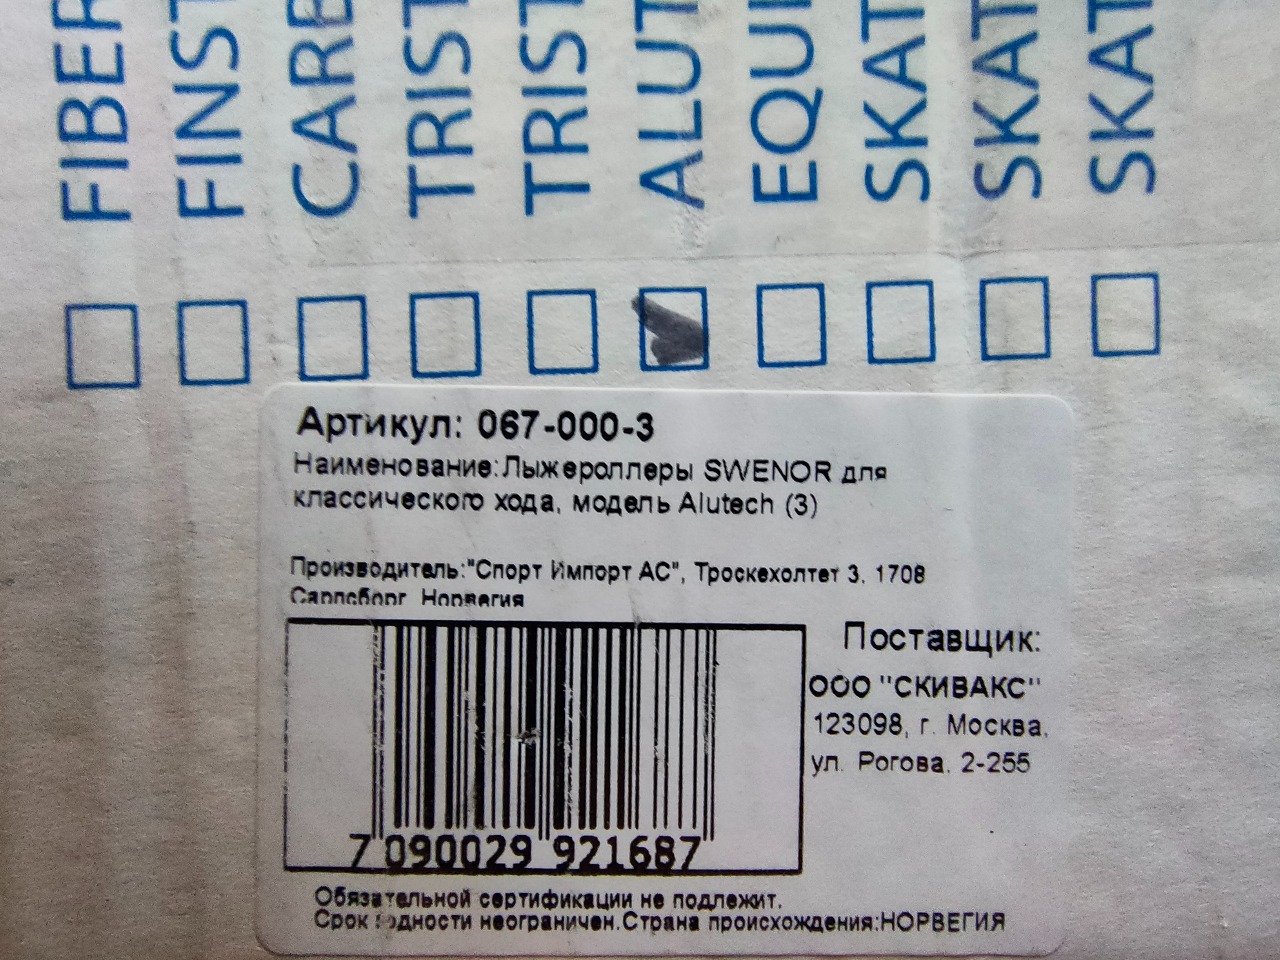 FIBER
FINST
CARB
TRIST
TRIST
ALUT
EQUI
SKAT
SKAT
SKAT
Артикул: 067-000-3
Наименование:Лыжероллеры SWENOR для
классического хода, модель Alutech (3)
Производитель:"Спорт Импорт АС", Троскехолтет 3, 1708
Сарпсборг, Норвегия
Поставщик:
ООО "СКИВАКС"
123098, г. Москва,
ул. Рогова, 2-255
7 090029 921687
Обязательной сертификации не подлежит.
Срок годности неограничен.Страна происхождения:НОРВЕГИЯ